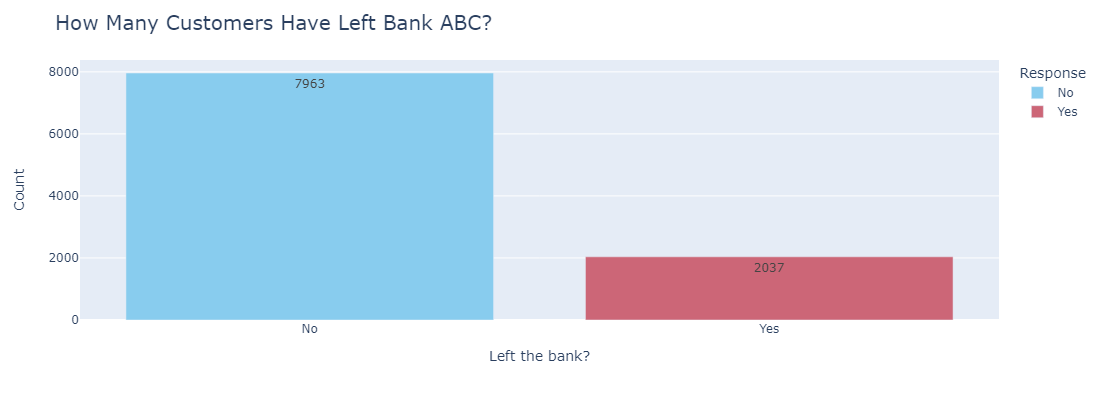 How Many Customers Have Left Bank ABC?
8000
6000
4000
2000
0
Count
7963
2037
No
Yes
Left the bank?
Response
No
Yes